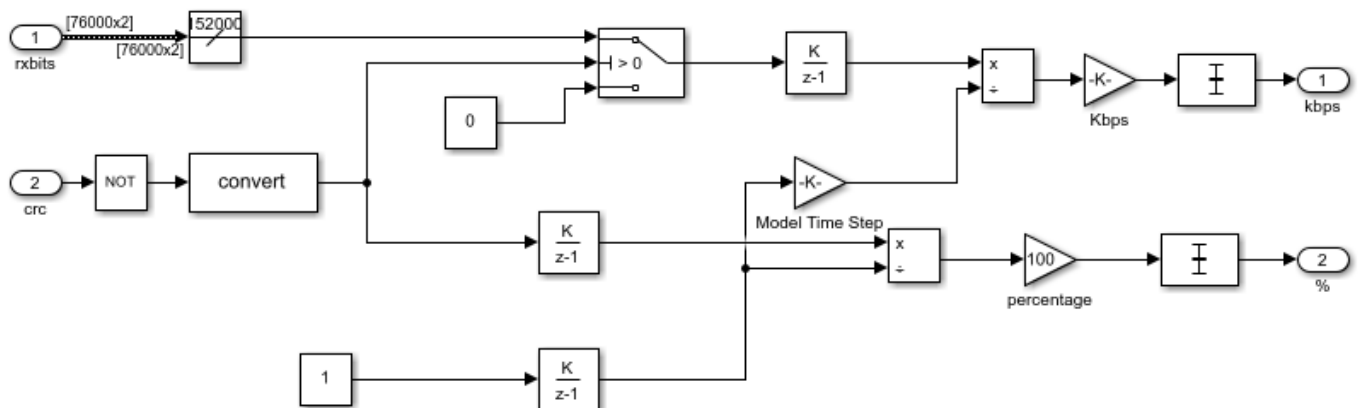 [76000x2]
1
rxbits
[76000x2]
152000
> 0
K
z-1
x
÷
-K-
Kbps
1
kbps
0
2
crc
NOT
convert
-K-
Model Time Step
K
z-1
x
÷
100
percentage
2
%
1
K
z-1